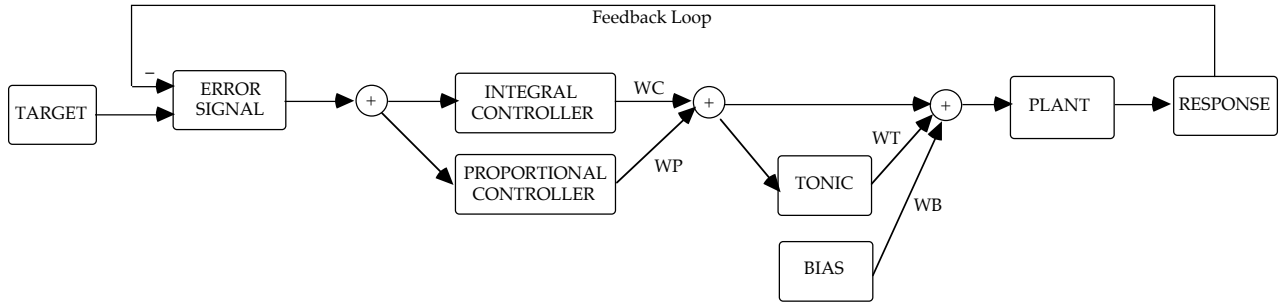 Feedback Loop
–
TARGET
ERROR
SIGNAL
+
INTEGRAL
CONTROLLER
WC
PROPORTIONAL
CONTROLLER
WP
+
TONIC
WT
BIAS
WB
+
PLANT
RESPONSE